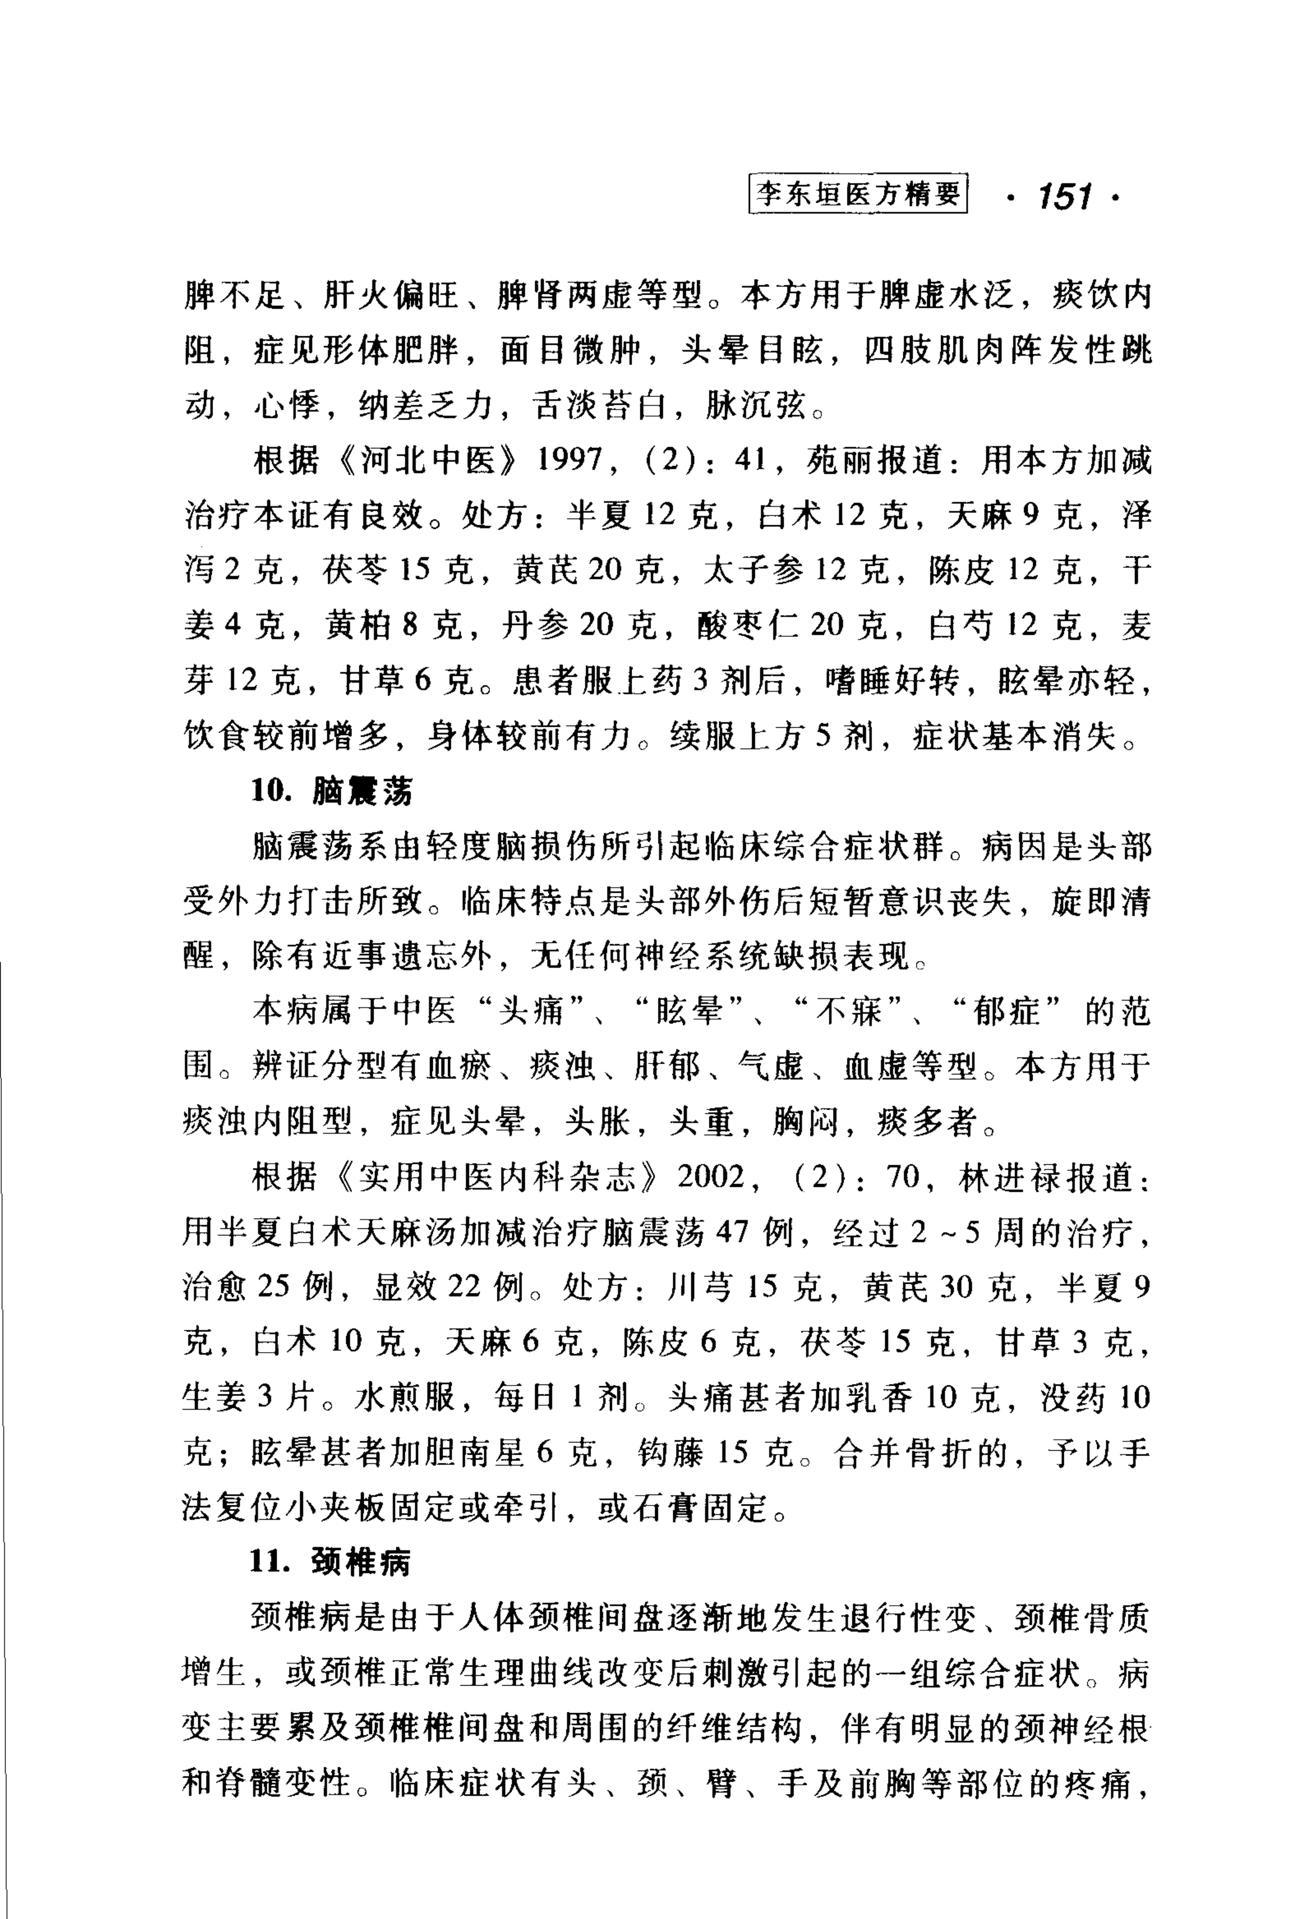 李东垣医方精要 · 151 ·
脾不足、肝火偏旺、脾肾两虚等型。本方用于脾虚水泛，痰饮内
阻，症见形体肥胖，面目微肿，头晕目眩，四肢肌肉阵发性跳
动，心悸，纳差乏力，舌淡苔白，脉沉弦。
根据《河北中医》1997，（2）：41，苑丽报道：用本方加减
治疗本证有良效。处方：半夏 12 克，白术 12 克，天麻 9 克，泽
泻 2 克，茯苓 15 克，黄芪 20 克，太子参 12 克，陈皮 12 克，干
姜 4 克，黄柏 8 克，丹参 20 克，酸枣仁 20 克，白芍 12 克，麦
芽 12 克，甘草 6 克。患者服上药 3 剂后，嗜睡好转，眩晕亦轻，
饮食较前增多，身体较前有力。续服上方 5 剂，症状基本消失。
10. 脑震荡
脑震荡系由轻度脑损伤所引起临床综合症状群。病因是头部
受外力打击所致。临床特点是头部外伤后短暂意识丧失，旋即清
醒，除有近事遗忘外，无任何神经系统缺损表现。
本病属于中医“头痛”、“眩晕”、“不寐”、“郁症”的范
围。辨证分型有血瘀、痰浊、肝郁、气虚、血虚等型。本方用于
痰浊内阻型，症见头晕，头胀，头重，胸闷，痰多者。
根据《实用中医内科杂志》2002，（2）：70，林进禄报道：
用半夏白术天麻汤加减治疗脑震荡 47 例，经过 2 ~ 5 周的治疗，
治愈 25 例，显效 22 例。处方：川芎 15 克，黄芪 30 克，半夏 9
克，白术 10 克，天麻 6 克，陈皮 6 克，茯苓 15 克，甘草 3 克，
生姜 3 片。水煎服，每日 1 剂。头痛甚者加乳香 10 克，没药 10
克；眩晕甚者加胆南星 6 克，钩藤 15 克。合并骨折的，予以手
法复位小夹板固定或牵引，或石膏固定。
11. 颈椎病
颈椎病是由于人体颈椎间盘逐渐地发生退行性变、颈椎骨质
增生，或颈椎正常生理曲线改变后刺激引起的一组综合症状。病
变主要累及颈椎椎间盘和周围的纤维结构，伴有明显的颈神经根
和脊髓变性。临床症状有头、颈、臂、手及前胸等部位的疼痛，